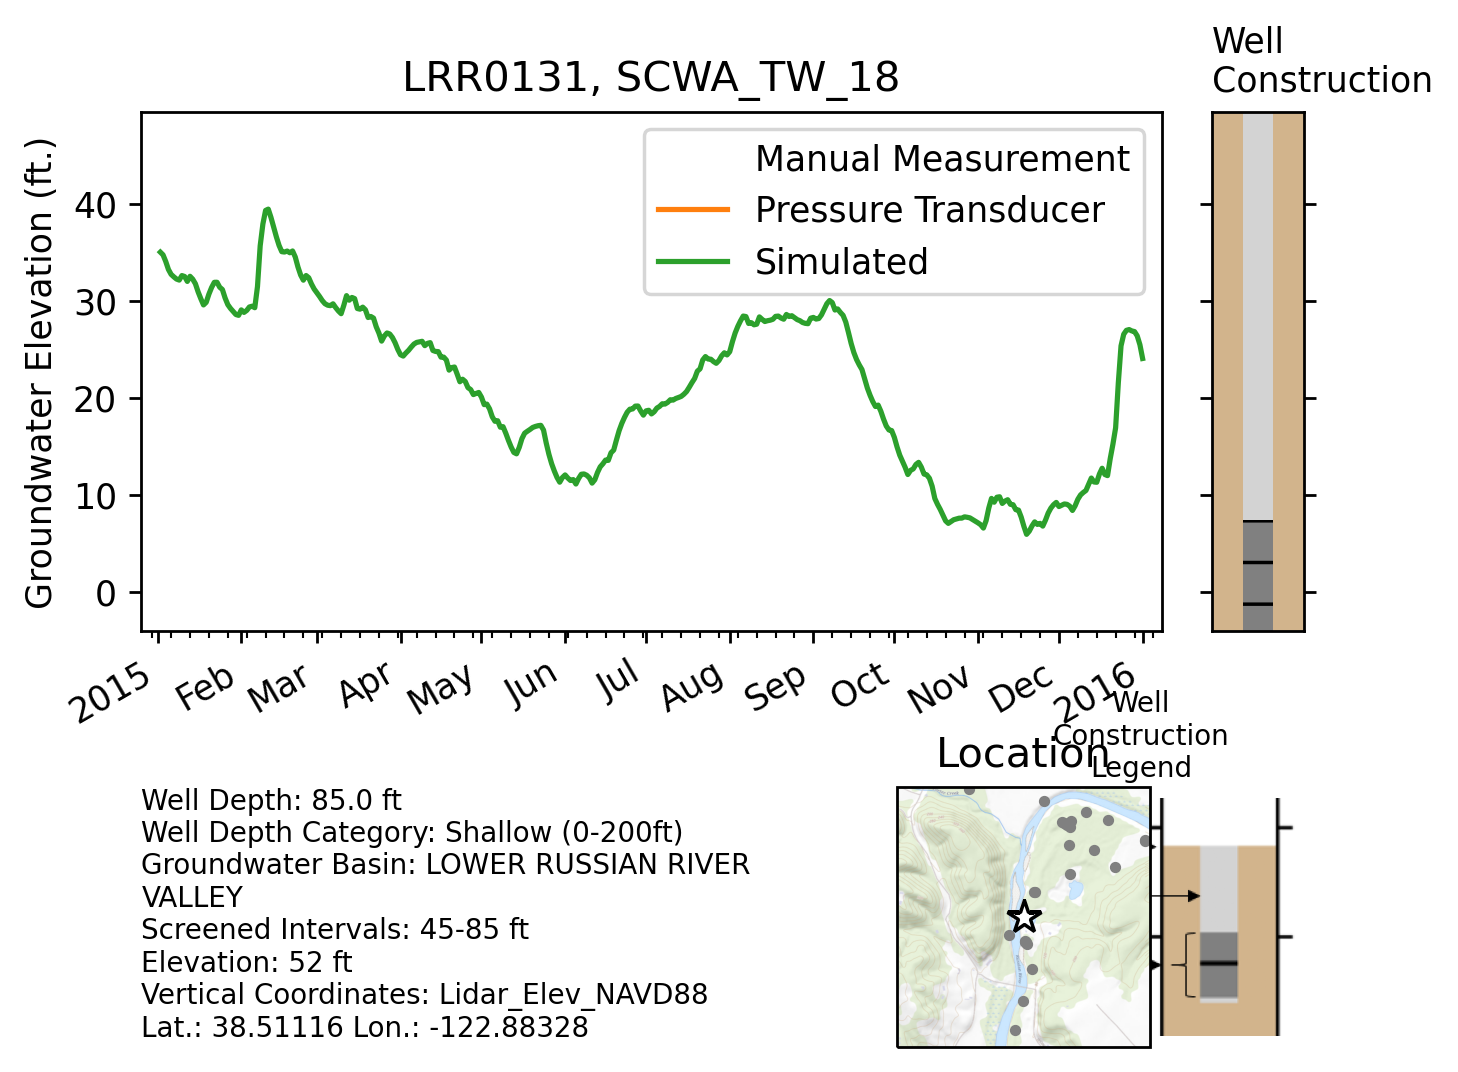 Well
Construction
LRR0131, SCWA_TW_18
Groundwater Elevation (ft.)
40
30
20
10
0
Manual Measurement
Pressure Transducer
Simulated
2015
Feb
Mar
Apr
May
Jun
Jul
Aug
Sep
Oct
Nov
Dec
2016
Well
Construction
Legend
Location
Well Depth: 85.0 ft
Well Depth Category: Shallow (0-200ft)
Groundwater Basin: LOWER RUSSIAN RIVER
VALLEY
Screened Intervals: 45-85 ft
Elevation: 52 ft
Vertical Coordinates: Lidar_Elev_NAVD88
Lat.: 38.51116 Lon.: -122.88328